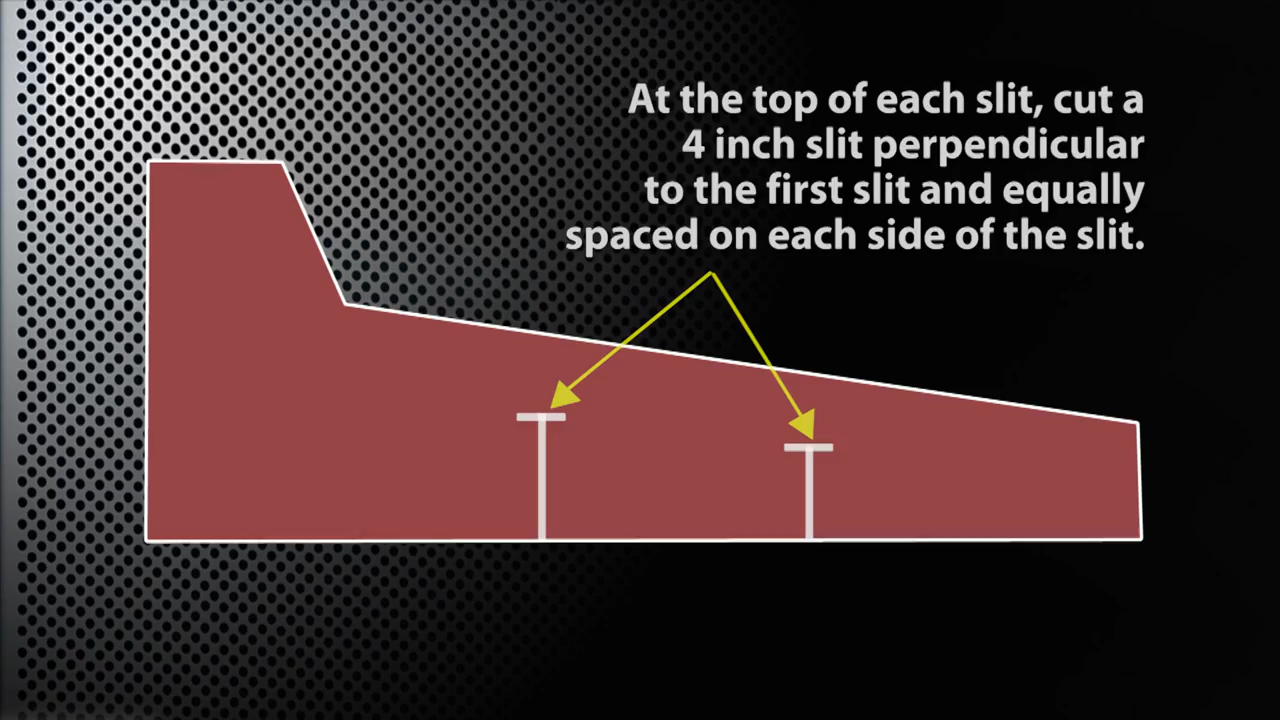 At the top of each slit, cut a
4 inch slit perpendicular
to the first slit and equally
spaced on each side of the slit.